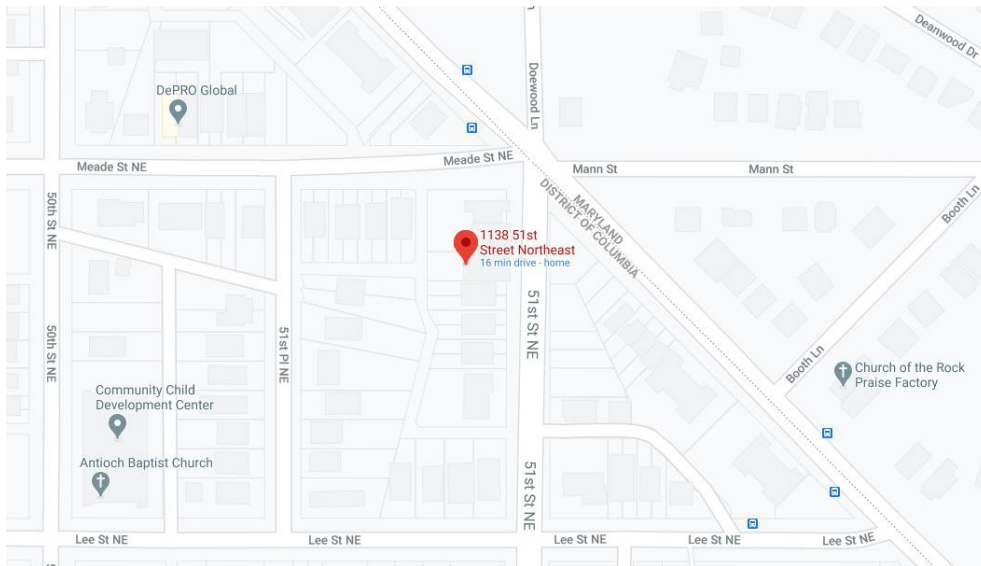 Deanwood Dr
DePRO Global
Doewood Ln
Meade St NE
Meade St NE
Mann St
Mann St
Booth Ln
50th St NE
MARYLAND
DISTRICT OF COLUMBIA
1138 51st
Street Northeast
16 min drive - home
51st St NE
50th St NE
51st Pl NE
Booth Ln
Church of the Rock
Praise Factory
Community Child
Development Center
Antioch Baptist Church
51st St NE
Lee St NE
Lee St NE
Lee St NE
Lee St NE
Lee St NE